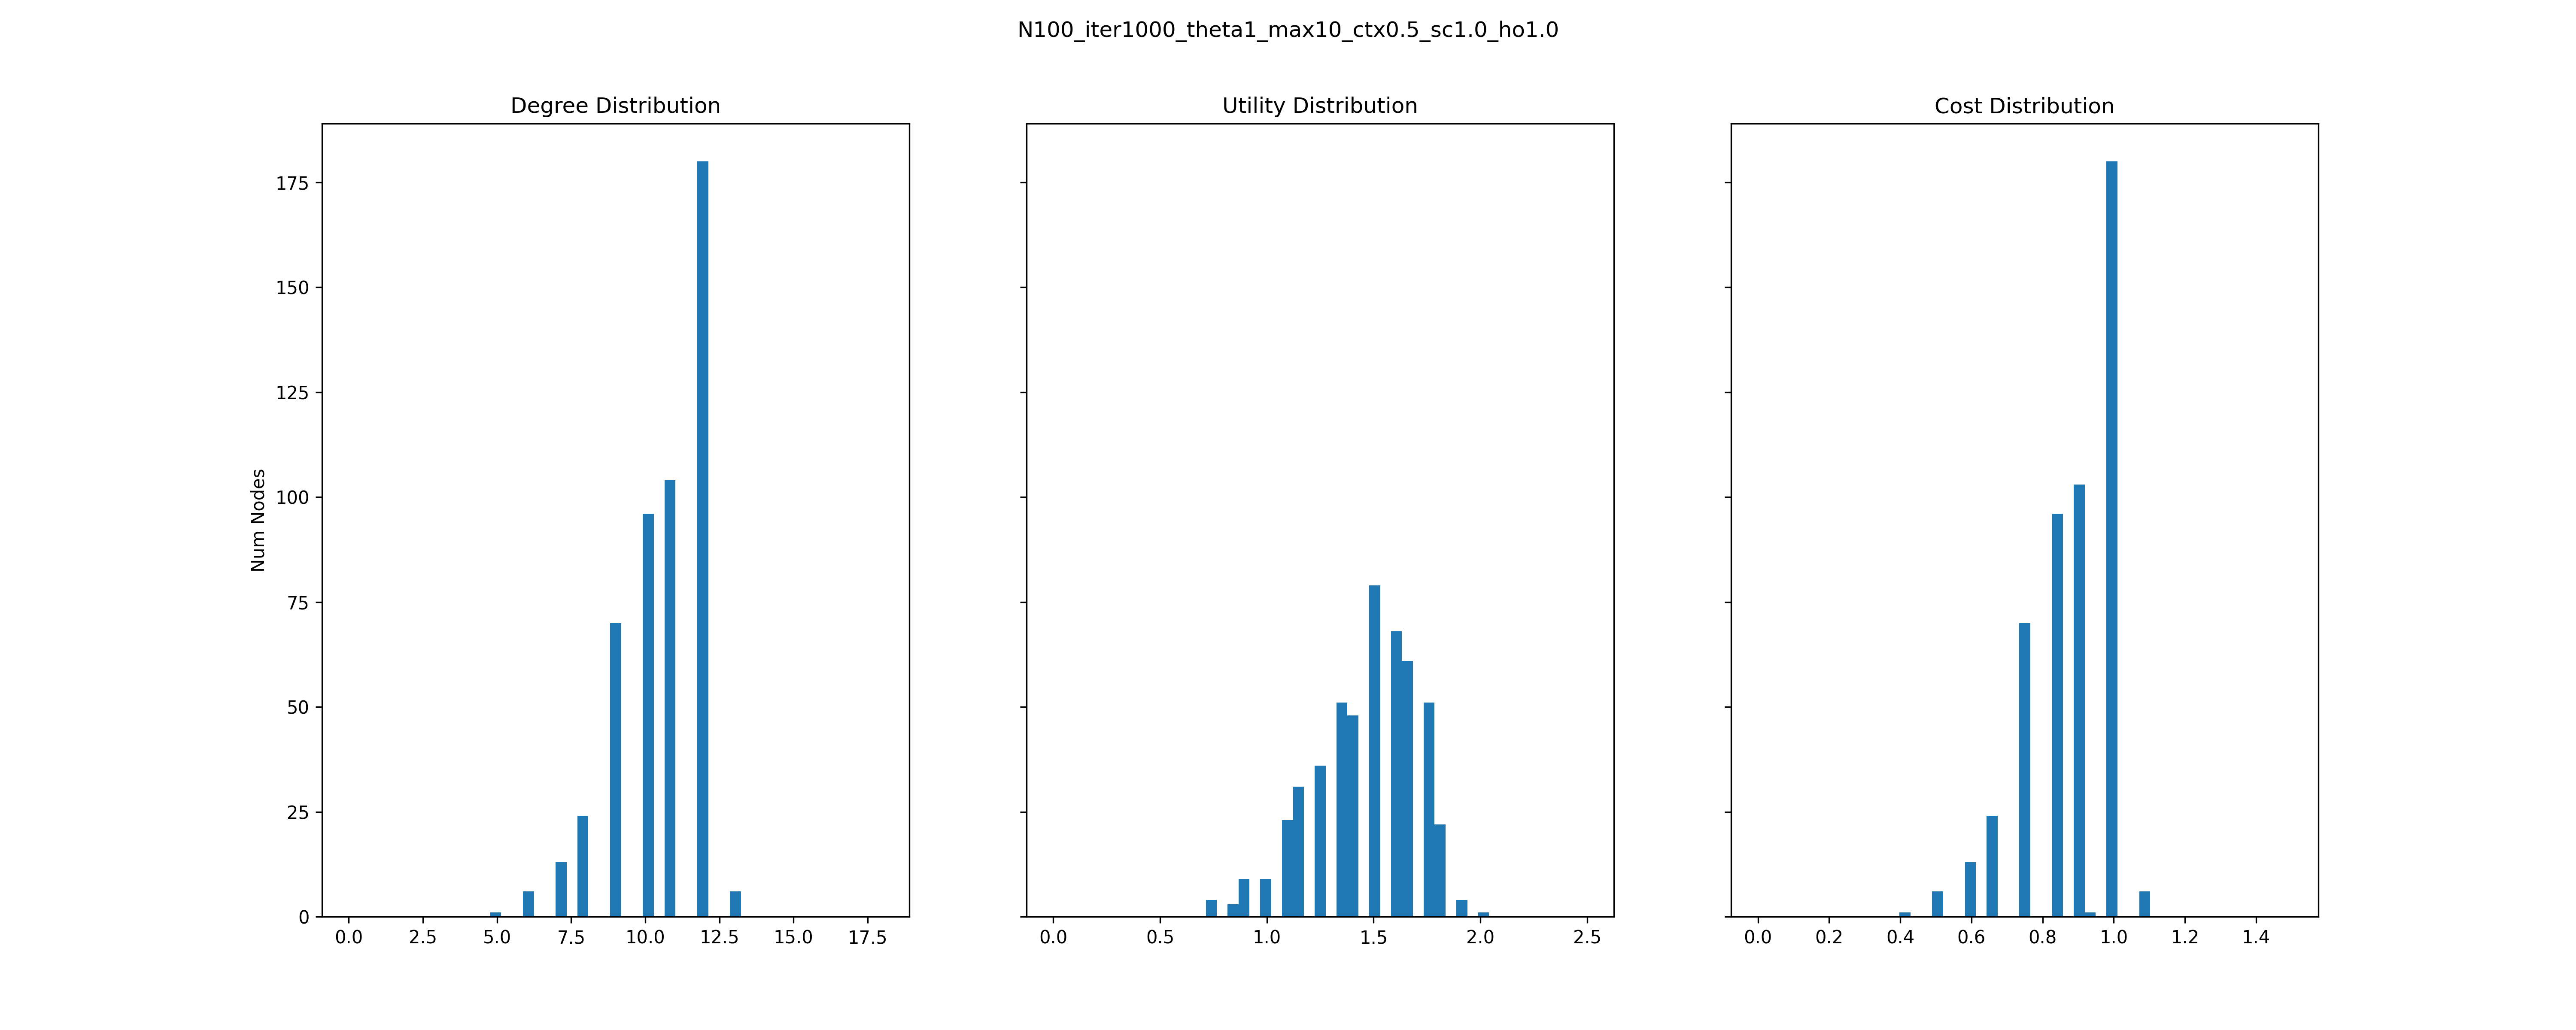 N100_iter1000_theta1_max10_ctx0.5_sc1.0_ho1.0
Degree Distribution
Utility Distribution
Cost Distribution
Num Nodes
175
150
125
100
75
50
25
0
0.0 2.5 5.0 7.5 10.0 12.5 15.0 17.5
0.0 0.5 1.0 1.5 2.0 2.5
0.0 0.2 0.4 0.6 0.8 1.0 1.2 1.4